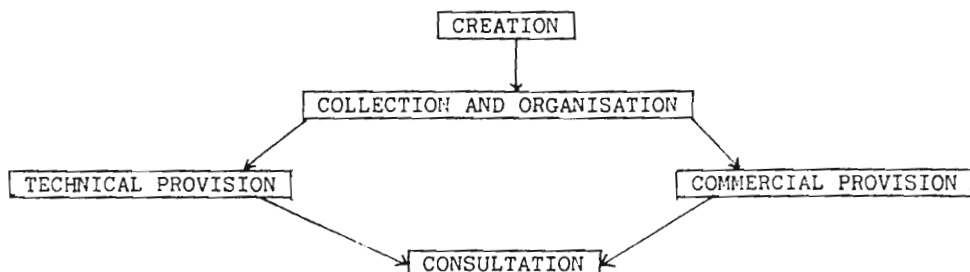 CREATION
COLLECTION AND ORGANISATION
TECHNICAL PROVISION
COMMERCIAL PROVISION
CONSULTATION